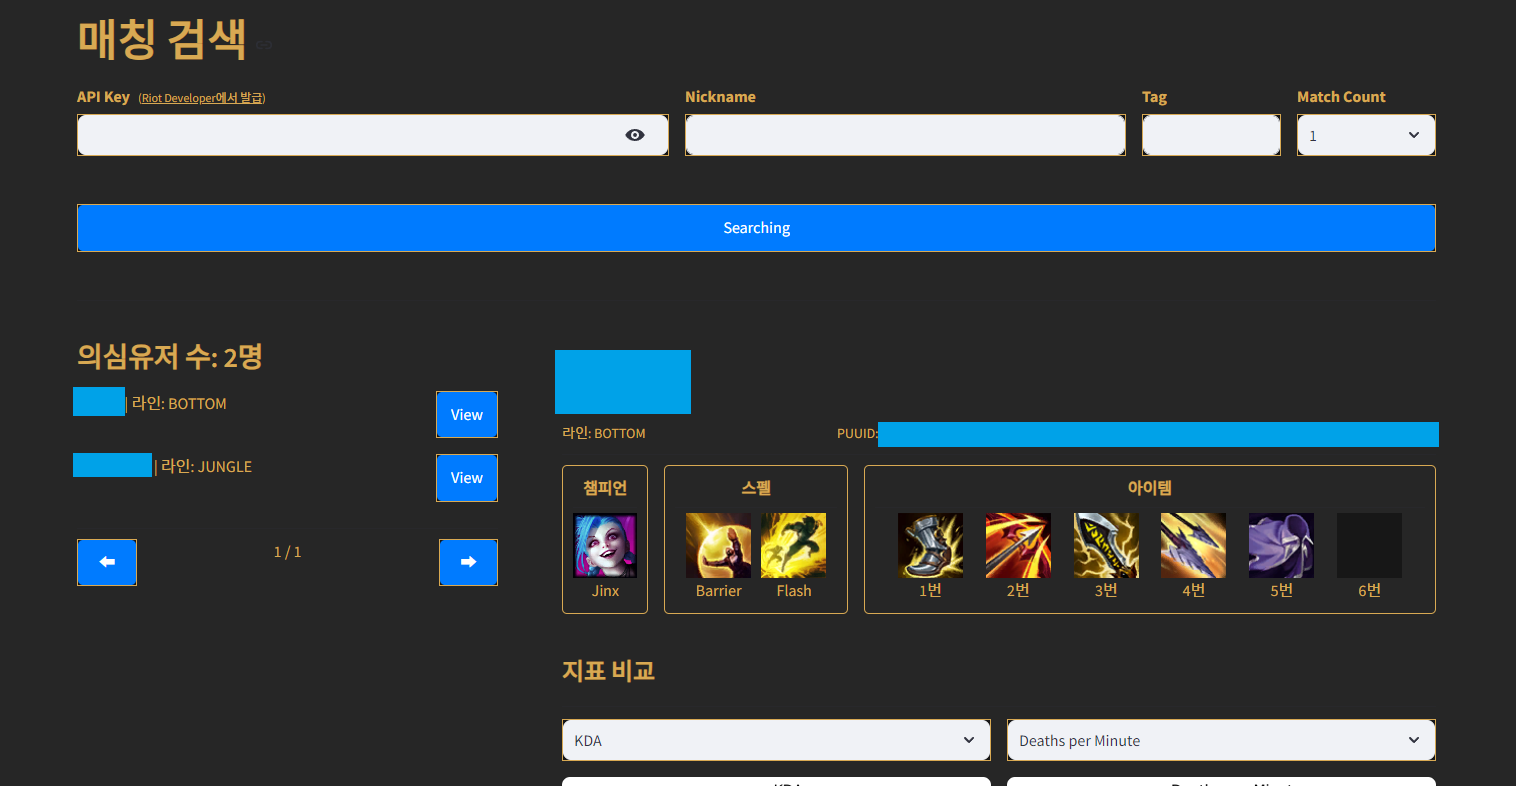 매칭 검색
API Key (Riot Developer에서 발급)
Nickname
Tag
Match Count
1
Searching
의심유저 수: 2명
| 라인: BOTTOM
View
| 라인: JUNGLE
View
1 / 1
라인: BOTTOM
PUUID:
챔피언
Jinx
스펠
Barrier
Flash
아이템
1번
2번
3번
4번
5번
6번
지표 비교
KDA
Deaths per Minute
KDA
Deaths per Minute